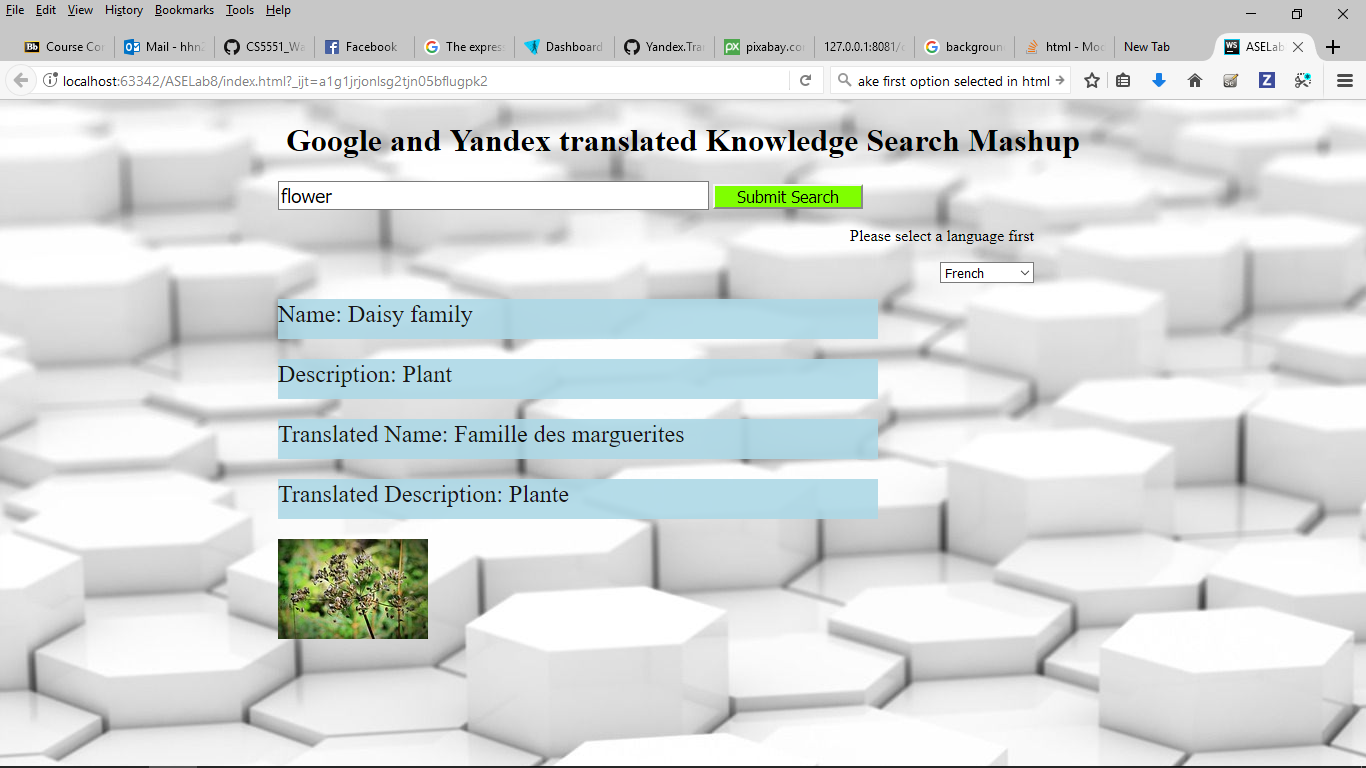 File Edit View History Bookmarks Tools Help
Course Co
Mail - hhn
CS5551_Wa
Facebook
The expres
Dashboard
Yandex.Tra
pixabay.co
127.0.0.1:8081/
background
html - Mo
New Tab
ASELab
localhost:63342/ASELab8/index.html?_ijt=a1g1jrjonlsg2tjn05bflugpk2
ake first option selected in html
Google and Yandex translated Knowledge Search Mashup
flower
Submit Search
Please select a language first
French
Name: Daisy family
Description: Plant
Translated Name: Famille des marguerites
Translated Description: Plante